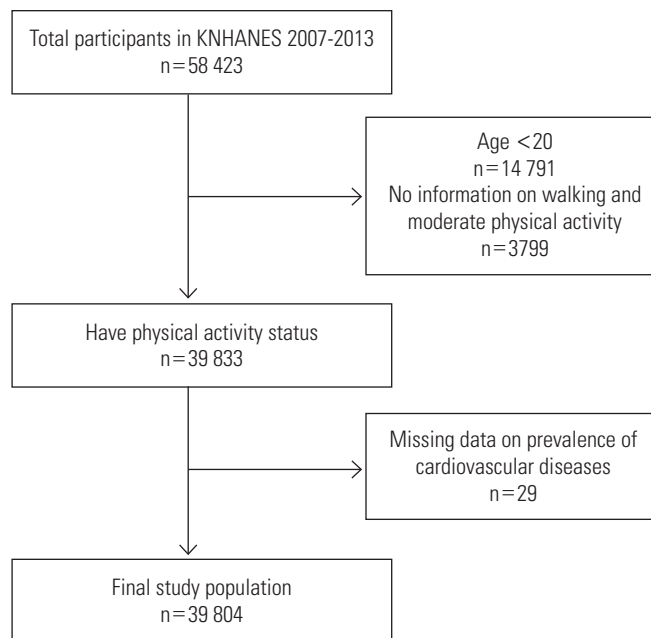 Total participants in KNHANES 2007-2013
n=58 423
Age <20
n=14 791
No information on walking and
moderate physical activity
n=3799
Have physical activity status
n=39 833
Missing data on prevalence of
cardiovascular diseases
n=29
Final study population
n=39 804